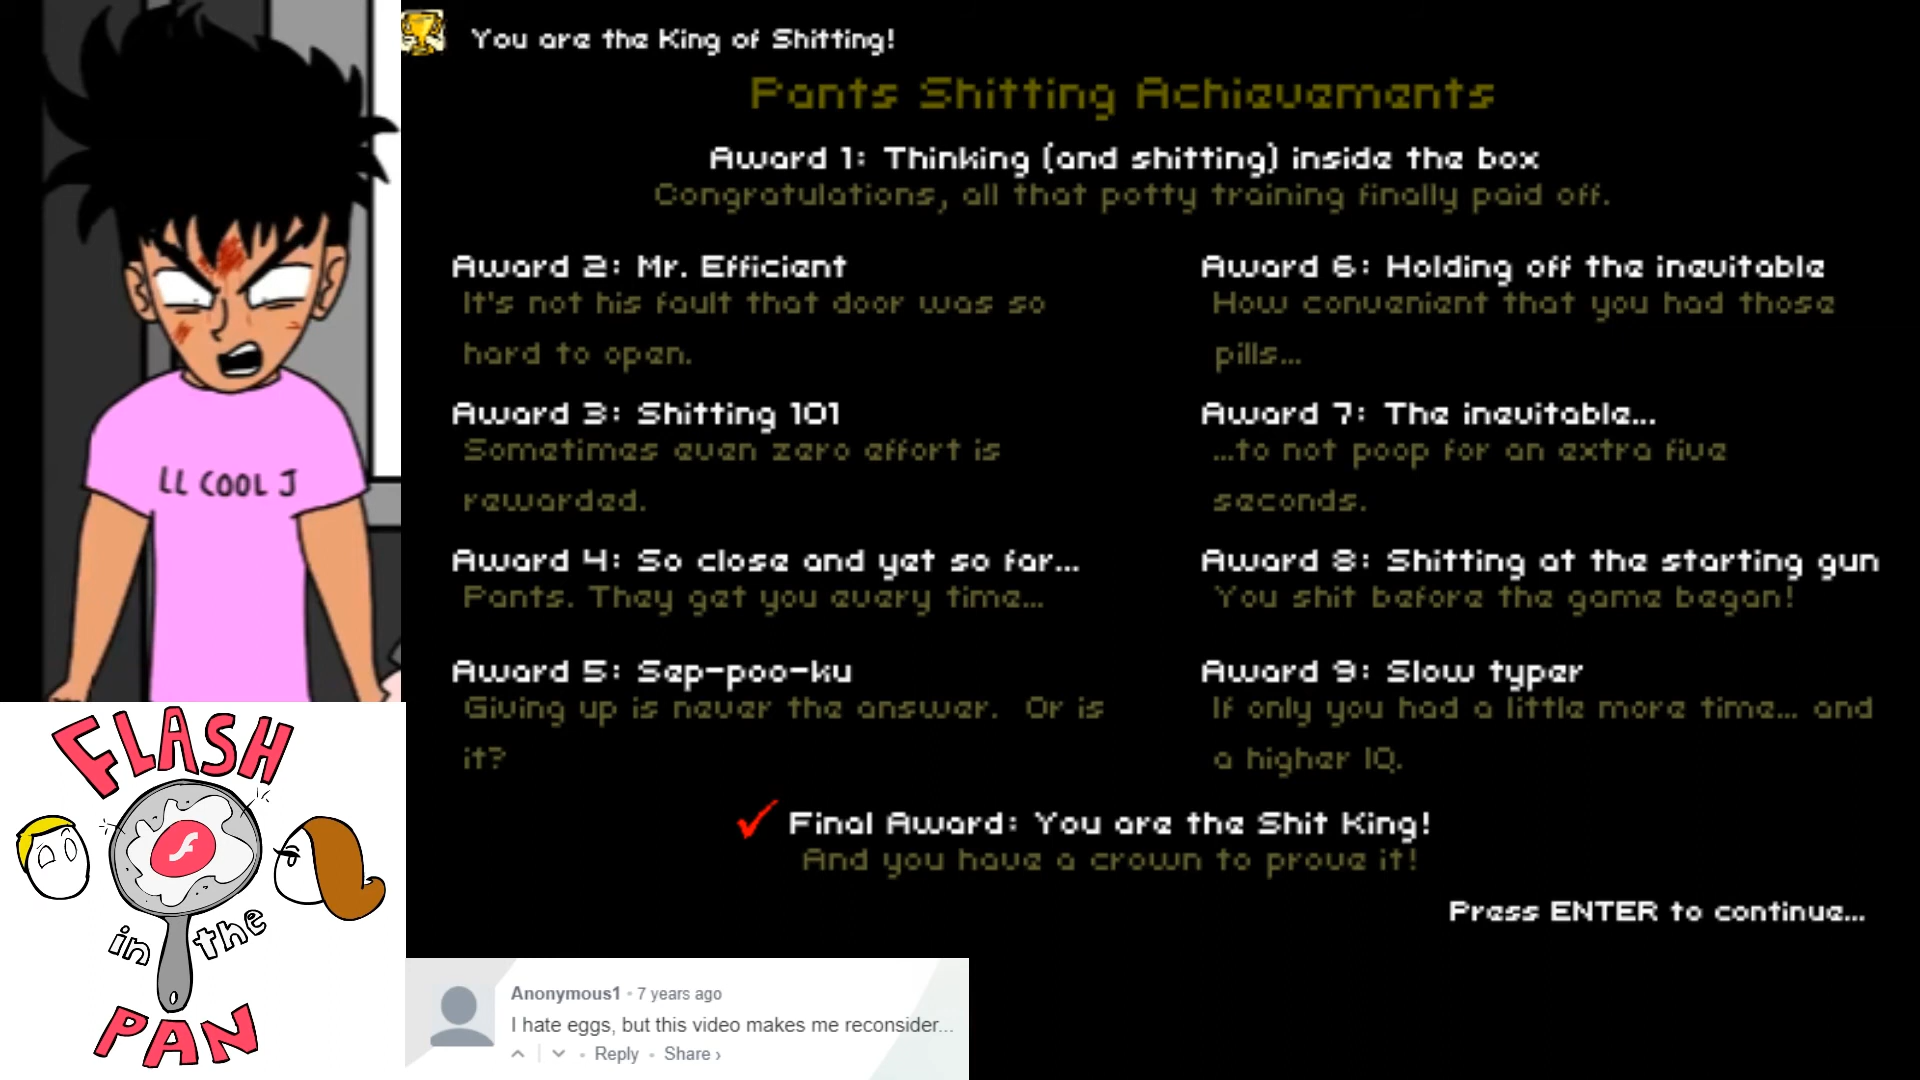 You are the King of Shitting!
Pants Shitting Achievements
Award 1: Thinking (and shitting) inside the box
Congratulations, all that potty training finally paid off.
Award 2: Mr. Efficient
It's not his fault that door was so
hard to open.
Award 3: Shitting 101
Sometimes even zero effort is
rewarded.
Award 4: So close and yet so far...
Pants. They get you every time...
Award 5: Sep-poo-ku
Giving up is never the answer. Or is
it?
Award 6: Holding off the inevitable
How convenient that you had those
pills...
Award 7: The inevitable...
...to not poop for an extra five
seconds.
Award 8: Shitting at the starting gun
You shit before the game began!
Award 9: Slow typer
If only you had a little more time... and
a higher IQ.
Final Award: You are the Shit King!
And you have a crown to prove it!
Press ENTER to continue...
LL COOL J
FLASH
in the
PAN
Anonymous1 • 7 years ago
I hate eggs, but this video makes me reconsider...
Reply • Share ›